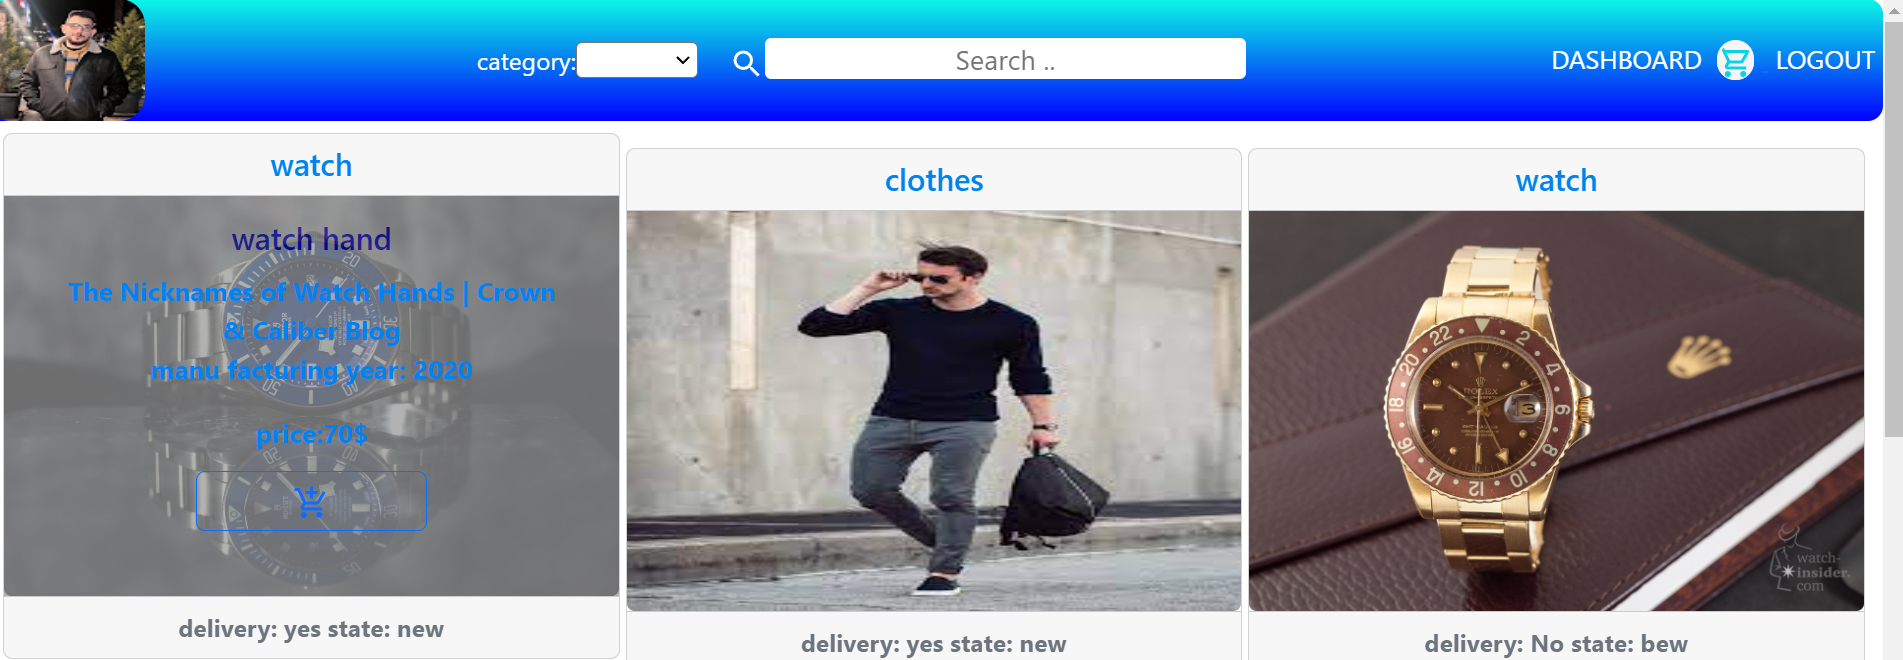 category:
Search ..
DASHBOARD
LOGOUT
watch
watch hand
The Nicknames of Watch Hands | Crown
& Caliber Blog
manu facturing year: 2020
price:70$
delivery: yes state: new
clothes
delivery: yes state: new
watch
ROLEX
watch-
insider.
com
delivery: No state: bew